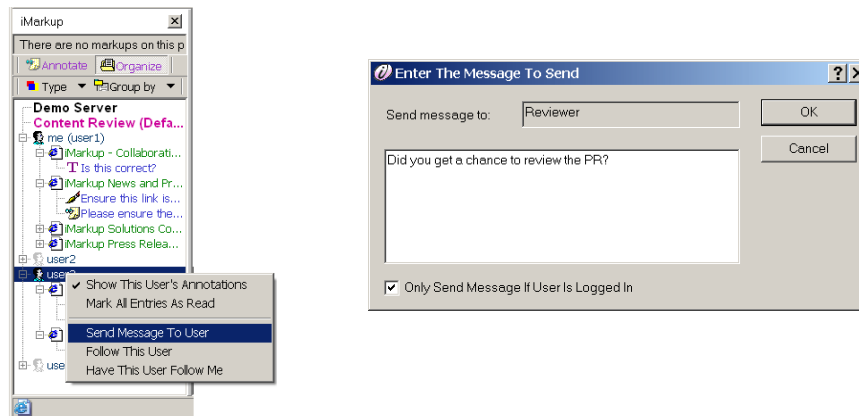 iMarkup
There are no markups on this p
Annotate Organize
Type Group by
Demo Server
Content Review (Defa...
me (user1)
iMarkup - Collaborati...
T Is this correct?
iMarkup News and Pr...
Ensure this link is...
Please ensure the...
iMarkup Solutions Co...
iMarkup Press Relea...
user2
Show This User's Annotations
Mark All Entries As Read
Send Message To User
Follow This User
Have This User Follow Me
use
Enter The Message To Send
Send message to: Reviewer
OK
Cancel
Did you get a chance to review the PR?
Only Send Message If User Is Logged In